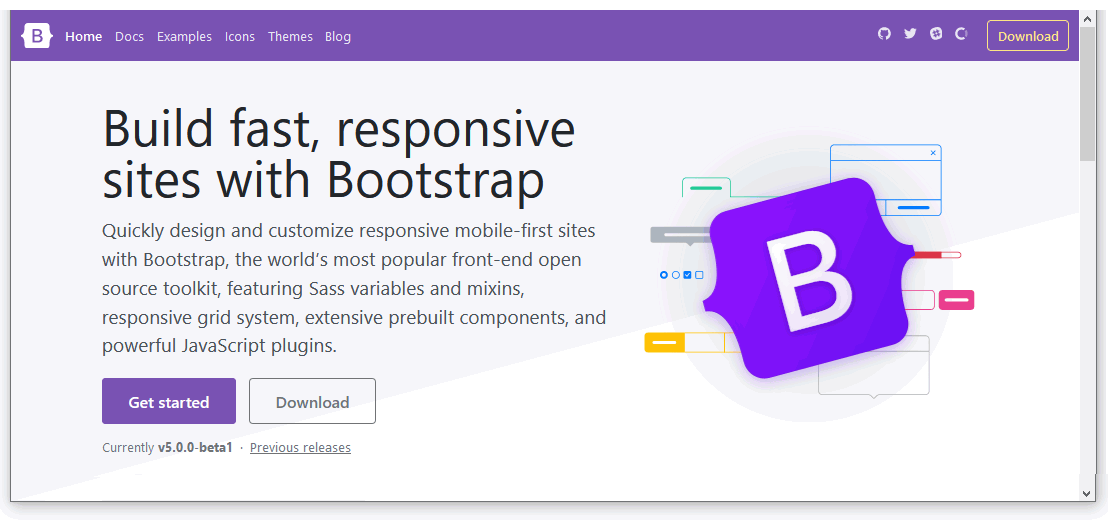 B Home Docs Examples Icons Themes Blog Download
Build fast, responsive
sites with Bootstrap
Quickly design and customize responsive mobile-first sites
with Bootstrap, the world’s most popular front-end open
source toolkit, featuring Sass variables and mixins,
responsive grid system, extensive prebuilt components, and
powerful JavaScript plugins.
B
Get started Download
Currently v5.0.0-beta1 · Previous releases